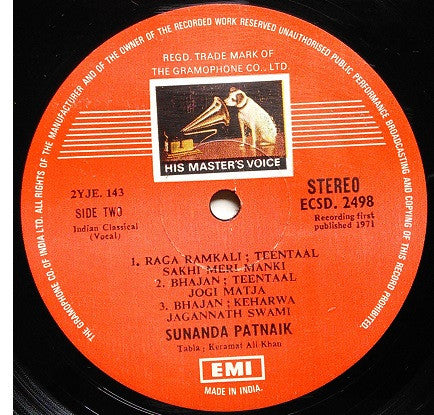 THE GRAMOPHONE CO. OF INDIA LTD. ALL RIGHTS OF THE MANUFACTURER AND OF THE OWNER OF THE RECORDED WORK RESERVED UNAUTHORISED PUBLIC PERFORMANCE BROADCASTING AND COPYING OF THIS RECORD PROHIBITED.
REGD. TRADE MARK OF
THE GRAMOPHONE CO., LTD.
HIS MASTER'S VOICE
2YJE. 143
SIDE TWO
Indian Classical
(Vocal)
STEREO
ECSD. 2498
Recording first
published 1971
1. RAGA RAMKALI ; TEENTAAL
SAKHI MERI MANKI
2. BHAJAN ; TEENTAAL
JOGI MATJA
3. BHAJAN ; KEHARWA
JAGANNATH SWAMI
SUNANDA PATNAIK
Tabla ; Keramat Ali Khan
EMI
MADE IN INDIA.